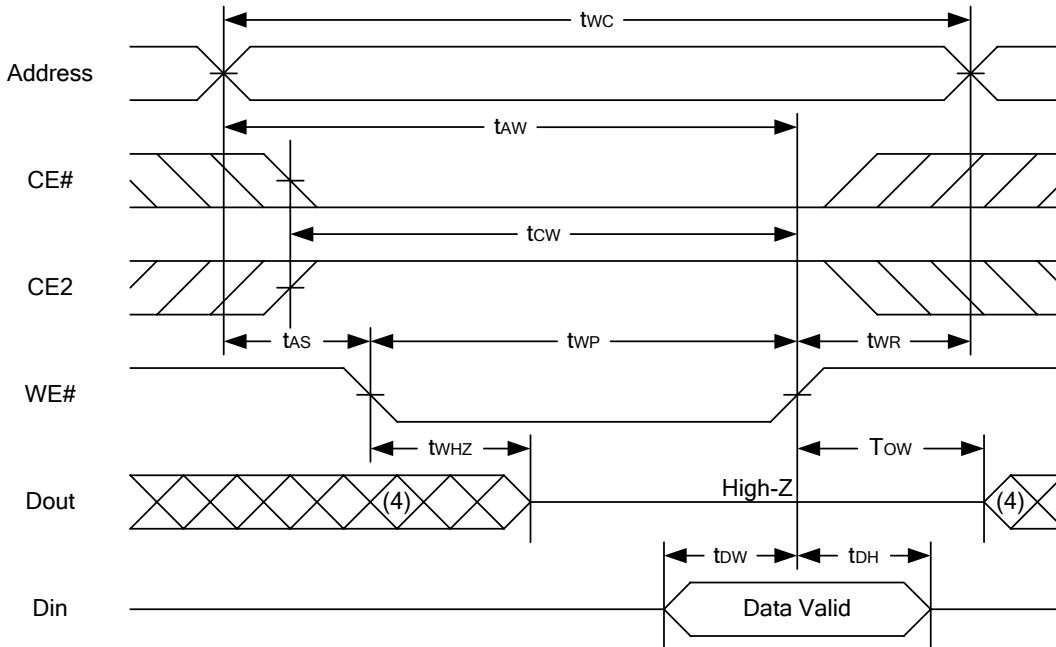 tWC
Address
tAW
CE#
tCW
CE2
tAS tWP tWR
WE#
tWHZ TOW
Dout (4) High-Z (4)
tDW tDH
Din Data Valid